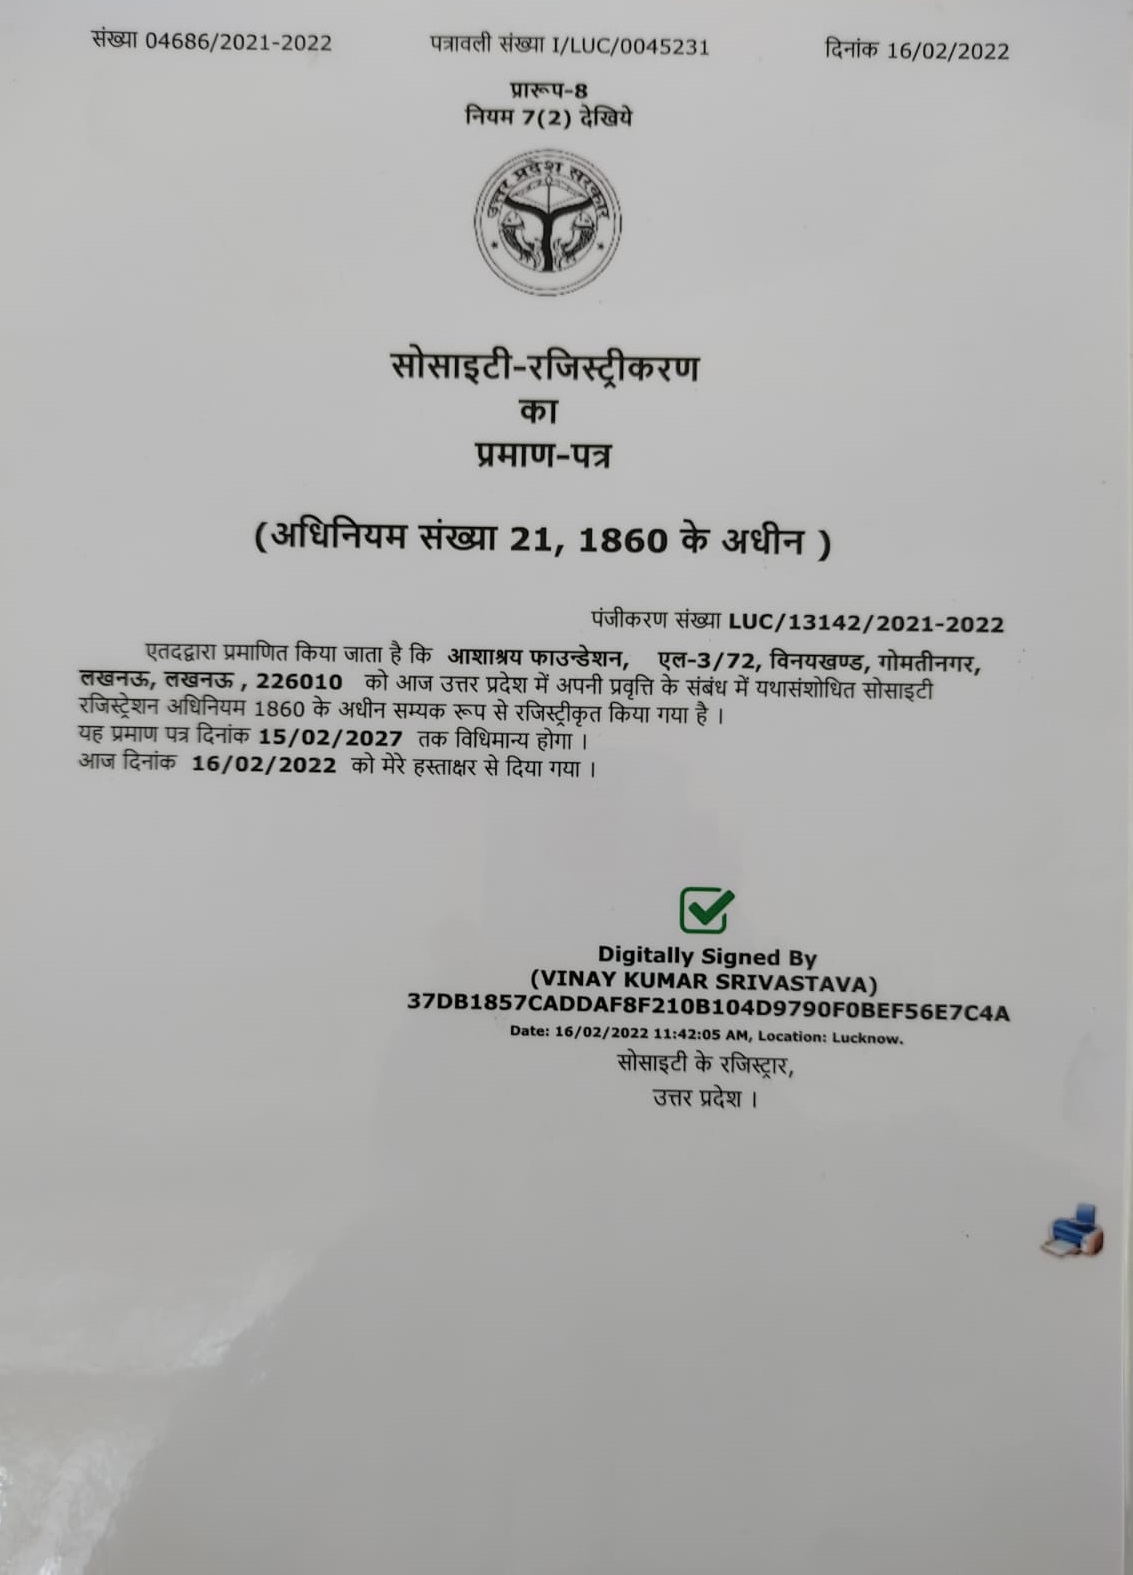 संख्या 04686/2021-2022 पत्रावली संख्या I/LUC/0045231 दिनांक 16/02/2022
प्रारूप-8
नियम 7(2) देखिये
उत्तर प्रदेश सरकार
सोसाइटी-रजिस्ट्रीकरण
का
प्रमाण-पत्र
(अधिनियम संख्या 21, 1860 के अधीन )
पंजीकरण संख्या LUC/13142/2021-2022
एतदद्वारा प्रमाणित किया जाता है कि आशाश्रय फाउन्डेशन, एल-3/72, विनयखण्ड, गोमतीनगर,
लखनऊ, लखनऊ , 226010 को आज उत्तर प्रदेश में अपनी प्रवृत्ति के संबंध में यथासंशोधित सोसाइटी
रजिस्ट्रेशन अधिनियम 1860 के अधीन सम्यक रूप से रजिस्ट्रीकृत किया गया है ।
यह प्रमाण पत्र दिनांक 15/02/2027 तक विधिमान्य होगा ।
आज दिनांक 16/02/2022 को मेरे हस्ताक्षर से दिया गया ।
Digitally Signed By
(VINAY KUMAR SRIVASTAVA)
37DB1857CADDAF8F210B104D9790F0BEF56E7C4A
Date: 16/02/2022 11:42:05 AM, Location: Lucknow.
सोसाइटी के रजिस्ट्रार,
उत्तर प्रदेश ।